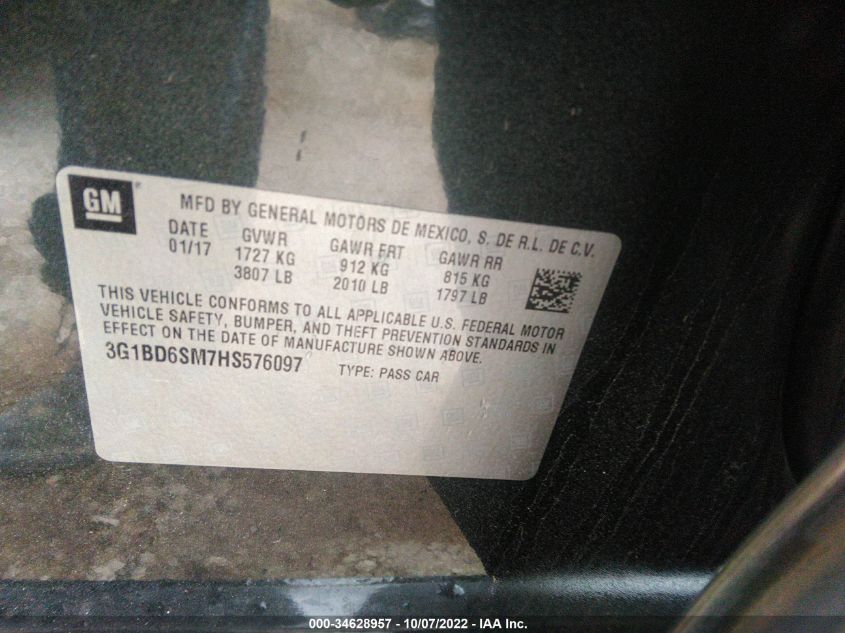 GM
MFD BY GENERAL MOTORS DE MEXICO, S. DE R.L. DE C.V.
DATE GVWR GAWR FRT GAWR RR
01/17 1727 KG 912 KG 815 KG
3807 LB 2010 LB 1797 LB
THIS VEHICLE CONFORMS TO ALL APPLICABLE U.S. FEDERAL MOTOR
VEHICLE SAFETY, BUMPER, AND THEFT PREVENTION STANDARDS IN
EFFECT ON THE DATE OF MANUFACTURE SHOWN ABOVE.
3G1BD6SM7HS576097 TYPE: PASS CAR
000-34628957 - 10/07/2022 - IAA Inc.